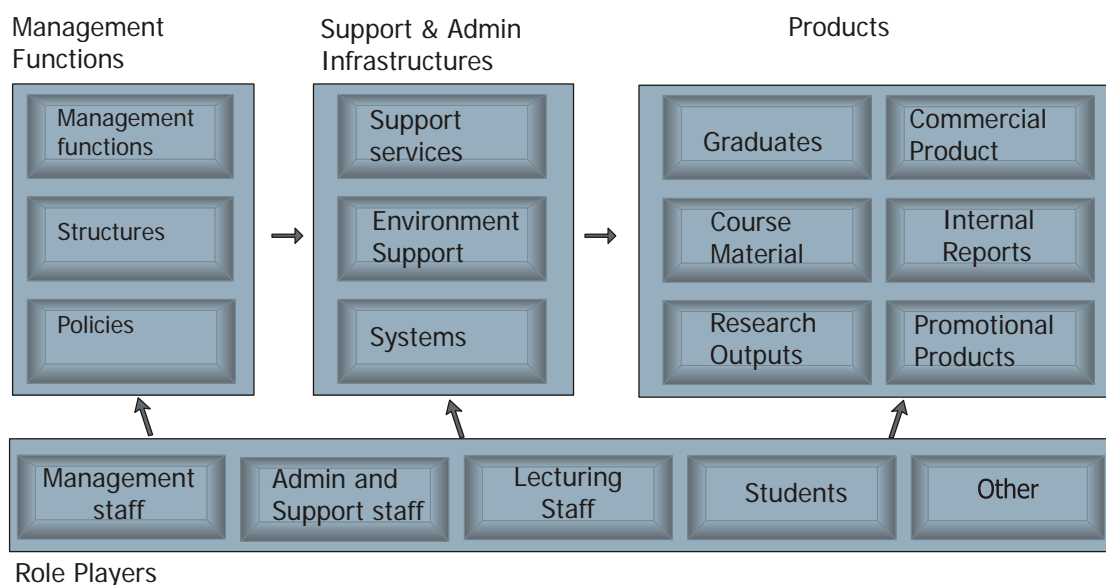 Management
Functions
Support & Admin
Infrastructures
Products
Management
functions
Structures
Policies
Support
services
Environment
Support
Systems
Graduates
Commercial
Product
Course
Material
Internal
Reports
Research
Outputs
Promotional
Products
Management
staff
Admin and
Support staff
Lecturing
Staff
Students
Other
Role Players